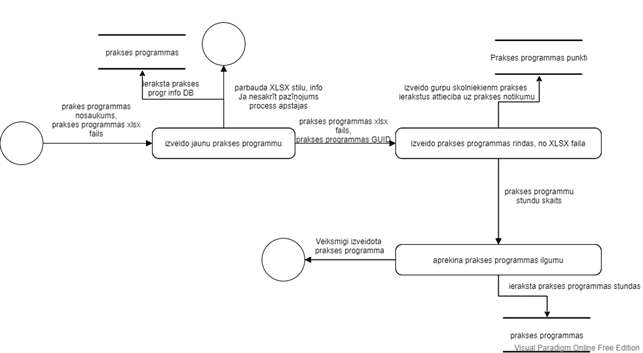 prakses programmas
Prakses programmas punkti
ieraksta prakses
progr info DB
parbauda XLSX stilu, info
Ja nesakrīt pazīņojums
process apstajas
izveido gurpu skolniekienm prakses
ierakstus attiecība uz prakses notikumu
prakes programmas
nosaukums,
prakses programmas xlsx
fails
prakses programmas xlsx
fails,
prakses programmas GUID
izveido jaunu prakses programmu
izveido prakses programmas rindas, no XLSX faila
prakses programmu
stundu skaits
Veiksmigi izveidota
prakses programma
aprekina prakses programmas ilgumu
ieraksta prakses programmas stundas
prakses programmas
Visual Paradigm Online Free Edition